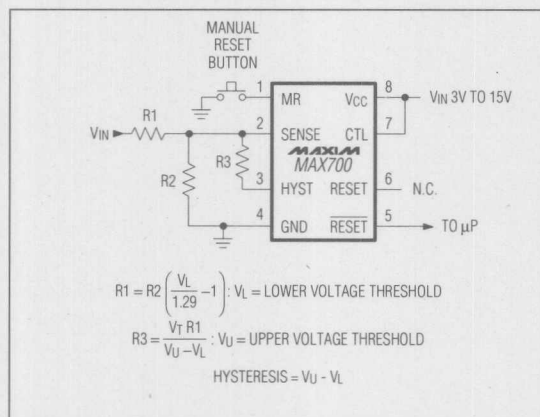 MANUAL
RESET
BUTTON
1
MR
VCC
8
VIN 3V TO 15V
R1
VIN
2
SENSE
CTL
7
MAXIM
MAX700
R3
R2
3
HYST
RESET
6
N.C.
4
GND
RESET
5
TO μP
R1 = R2 (VL/1.29 −1) : VL = LOWER VOLTAGE THRESHOLD
R3 = VT R1/VU−VL : VU = UPPER VOLTAGE THRESHOLD
HYSTERESIS = VU - VL